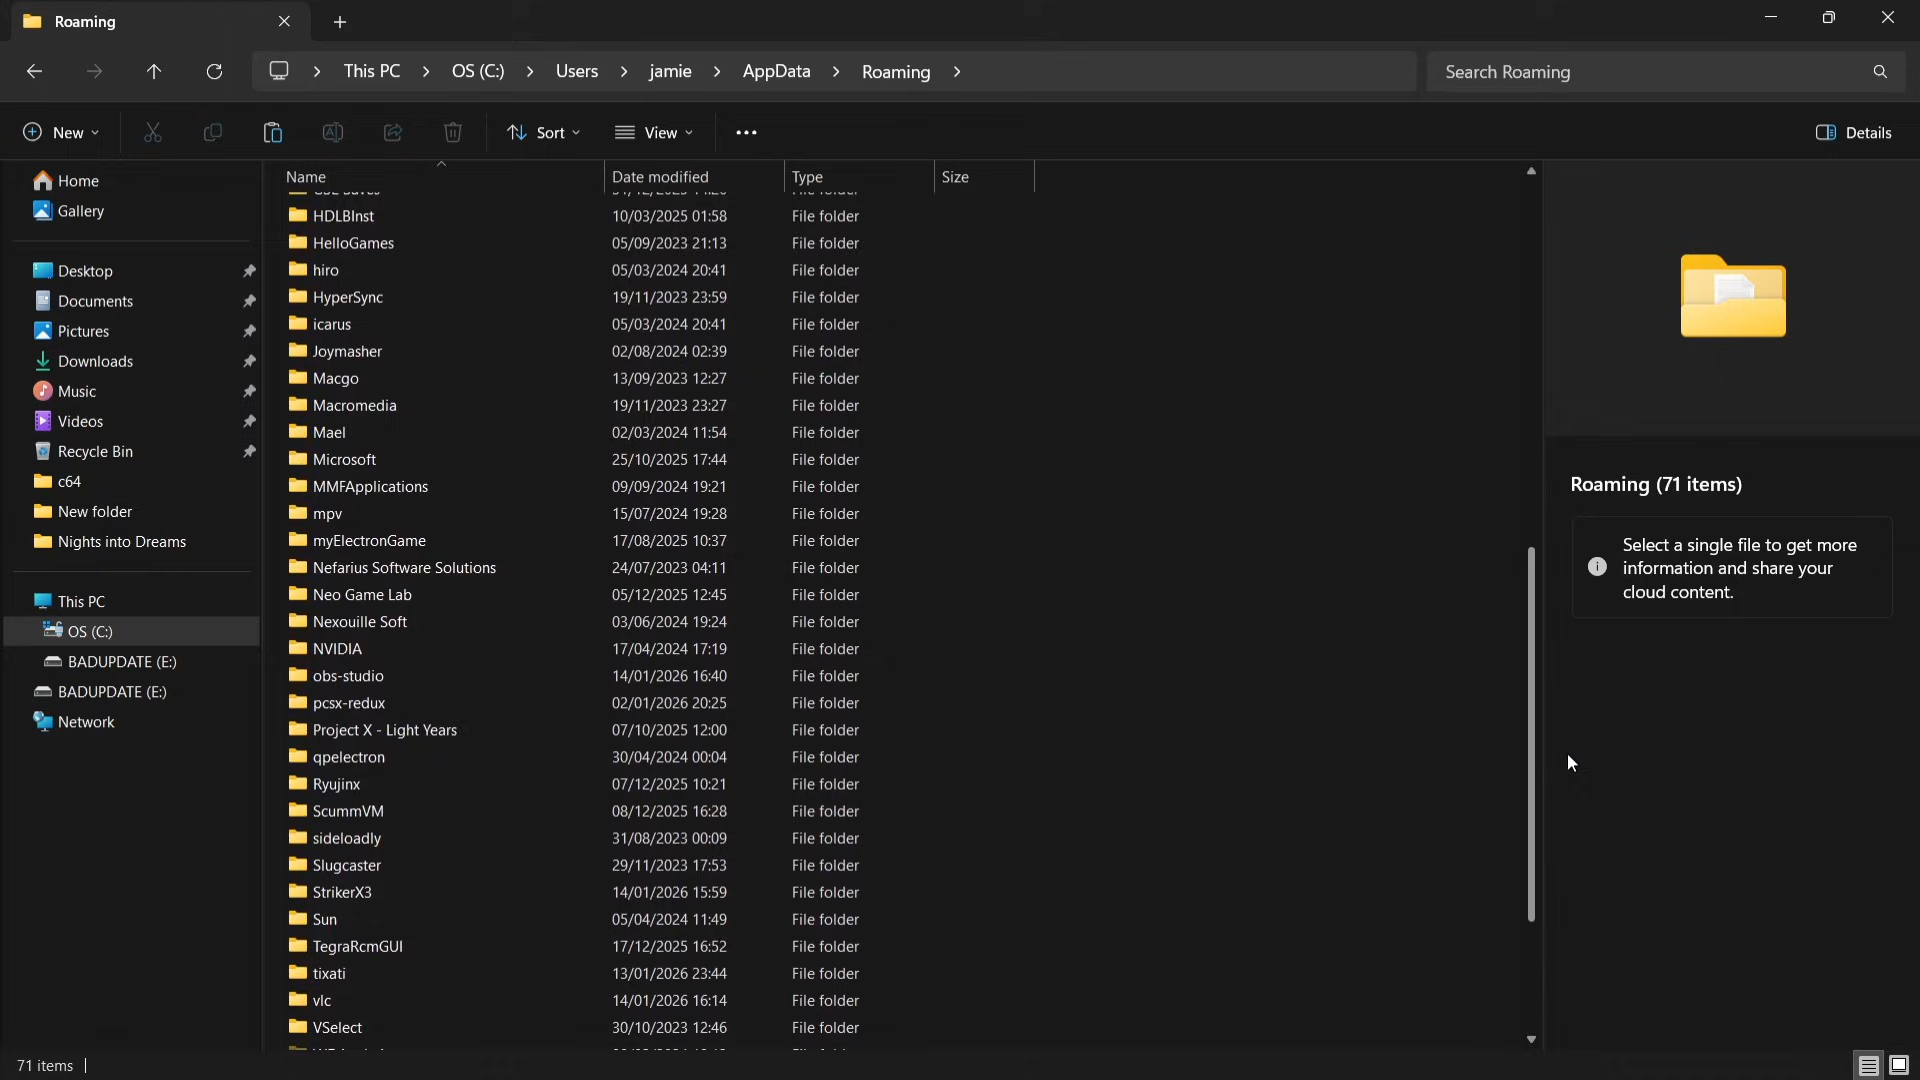 Roaming
This PC OS (C:) Users jamie AppData Roaming
Search Roaming
New
Sort
View
Details
Home
Gallery
Desktop
Documents
Pictures
Downloads
Music
Videos
Recycle Bin
c64
New folder
Nights into Dreams
This PC
OS (C:)
BADUPDATE (E:)
BADUPDATE (E:)
Network
Name Date modified Type Size
HDLBInst 10/03/2025 01:58 File folder
HelloGames 05/09/2023 21:13 File folder
hiro 05/03/2024 20:41 File folder
HyperSync 19/11/2023 23:59 File folder
icarus 05/03/2024 20:41 File folder
Joymasher 02/08/2024 02:39 File folder
Macgo 13/09/2023 12:27 File folder
Macromedia 19/11/2023 23:27 File folder
Mael 02/03/2024 11:54 File folder
Microsoft 25/10/2025 17:44 File folder
MMFApplications 09/09/2024 19:21 File folder
mpv 15/07/2024 19:28 File folder
myElectronGame 17/08/2025 10:37 File folder
Nefarius Software Solutions 24/07/2023 04:11 File folder
Neo Game Lab 05/12/2025 12:45 File folder
Nexouille Soft 03/06/2024 19:24 File folder
NVIDIA 17/04/2024 17:19 File folder
obs-studio 14/01/2026 16:40 File folder
pcsx-redux 02/01/2026 20:25 File folder
Project X - Light Years 07/10/2025 12:00 File folder
qpelectron 30/04/2024 00:04 File folder
Ryujinx 07/12/2025 10:21 File folder
ScummVM 08/12/2025 16:28 File folder
sideloadly 31/08/2023 00:09 File folder
Slugcaster 29/11/2023 17:53 File folder
StrikerX3 14/01/2026 15:59 File folder
Sun 05/04/2024 11:49 File folder
TegraRcmGUI 17/12/2025 16:52 File folder
tixati 13/01/2026 23:44 File folder
vlc 14/01/2026 16:14 File folder
VSelect 30/10/2023 12:46 File folder
Roaming (71 items)
Select a single file to get more
information and share your
cloud content.
71 items